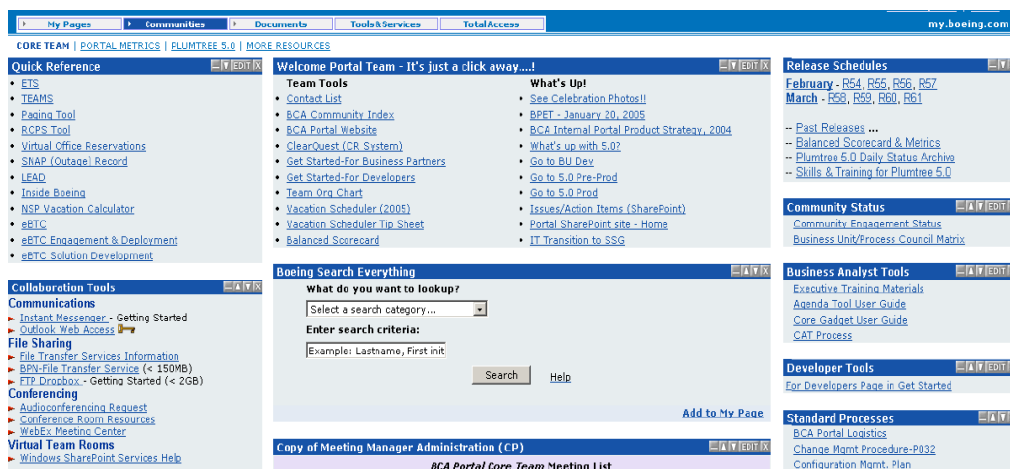 My Pages Communities Documents Tools&Services TotalAccess my.boeing.com
CORE TEAM | PORTAL METRICS | PLUMTREE 5.0 | MORE RESOURCES
Quick Reference EDIT
• ETS
• TEAMS
• Paging Tool
• RCPS Tool
• Virtual Office Reservations
• SNAP (Outage) Record
• LEAD
• Inside Boeing
• NSP Vacation Calculator
• eBTC
• eBTC Engagement & Deployment
• eBTC Solution Development
Collaboration Tools
Communications
Instant Messenger - Getting Started
Outlook Web Access
File Sharing
File Transfer Services Information
BPN-File Transfer Service (< 150MB)
FTP Dropbox - Getting Started (< 2GB)
Conferencing
Audioconferencing Request
Conference Room Resources
WebEx Meeting Center
Virtual Team Rooms
Windows SharePoint Services Help
Welcome Portal Team - It's just a click away....! EDIT
Team Tools
• Contact List
• BCA Community Index
• BCA Portal Website
• ClearQuest (CR System)
• Get Started-For Business Partners
• Get Started-For Developers
• Team Org Chart
• Vacation Scheduler (2005)
• Vacation Scheduler Tip Sheet
• Balanced Scorecard
What's Up!
• See Celebration Photos!!
• BPET - January 20, 2005
• BCA Internal Portal Product Strategy, 2004
• What's up with 5.0?
• Go to BU Dev
• Go to 5.0 Pre-Prod
• Go to 5.0 Prod
• Issues/Action Items (SharePoint)
• Portal SharePoint site - Home
• IT Transition to SSG
Boeing Search Everything
What do you want to lookup?
Select a search category...
Enter search criteria:
Example: Lastname, First init
Search Help
Add to My Page
Copy of Meeting Manager Administration (CP) EDIT
BCA Portal Core Team Meeting List
Release Schedules
February - R54, R55, R56, R57
March - R58, R59, R60, R61
-- Past Releases ...
-- Balanced Scorecard & Metrics
-- Plumtree 5.0 Daily Status Archive
-- Skills & Training for Plumtree 5.0
Community Status EDIT
Community Engagement Status
Business Unit/Process Council Matrix
Business Analyst Tools EDIT
Executive Training Materials
Agenda Tool User Guide
Core Gadget User Guide
CAT Process
Developer Tools EDIT
For Developers Page in Get Started
Standard Processes
BCA Portal Logistics
Change Mgmt Procedure-P032
Configuration Mgmt. Plan